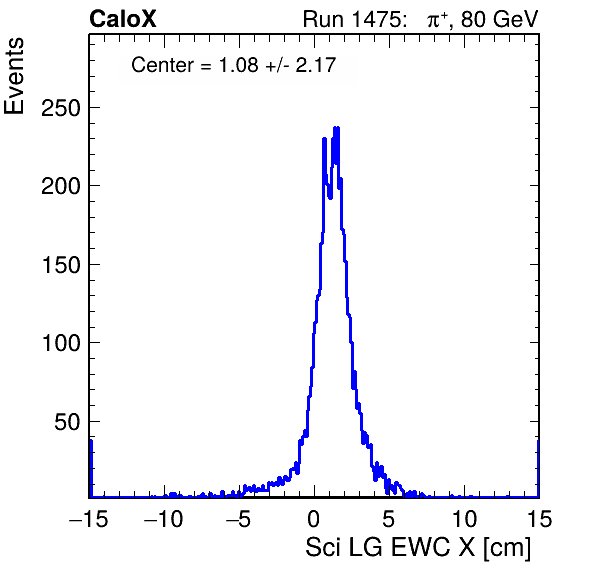 CaloX Run 1475: π⁺, 80 GeV
Center = 1.08 +/- 2.17
Events
250
200
150
100
50
−15 −10 −5 0 5 10 15
Sci LG EWC X [cm]